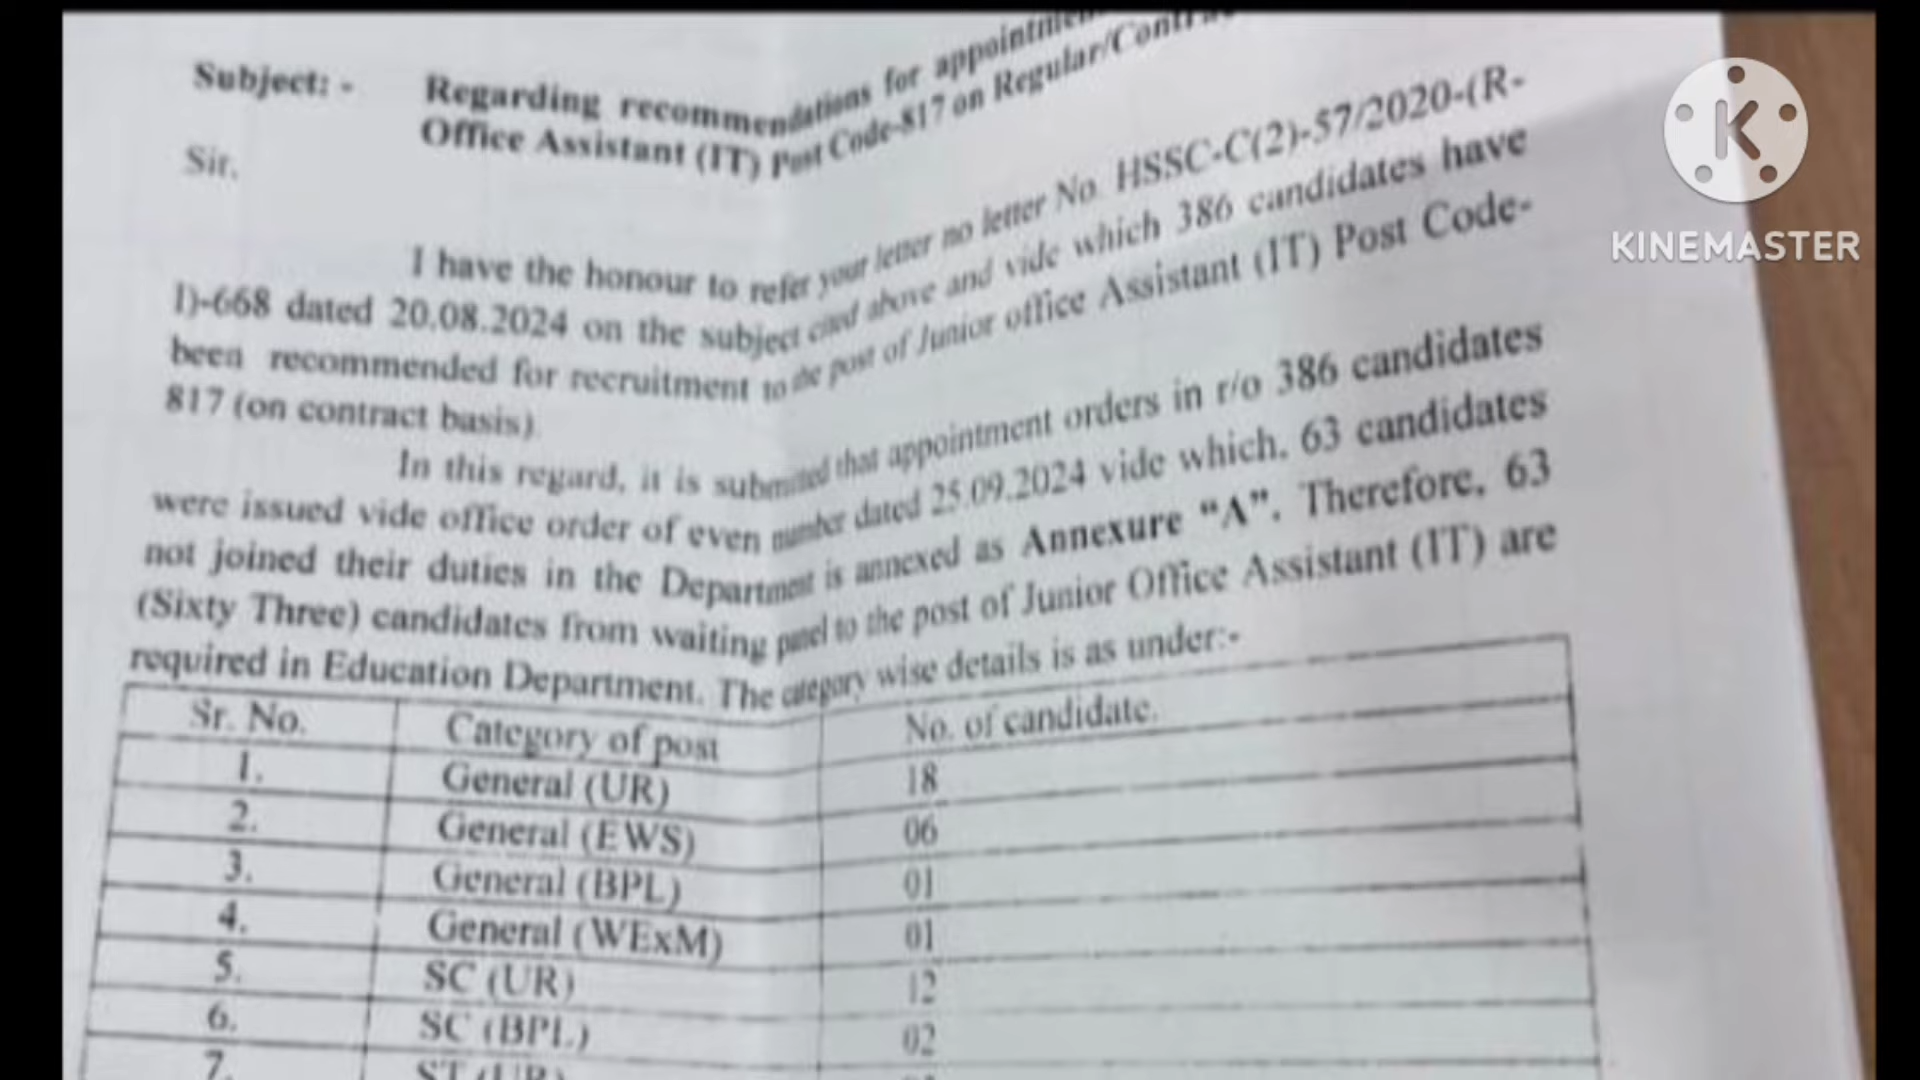 Subject: - Regarding recommendations for appointment
Office Assistant (IT) Post Code-817 on Regular/Contra
Sir,
I have the honour to refer your letter no letter No. HSSC-C(2)-57/2020-(R-
I)-668 dated 20.08.2024 on the subject cited above and vide which 386 candidates have
been recommended for recruitment to the post of Junior office Assistant (IT) Post Code-
817 (on contract basis).
In this regard, it is submitted that appointment orders in r/o 386 candidates
were issued vide office order of even number dated 25.09.2024 vide which, 63 candidates
not joined their duties in the Department is annexed as Annexure "A". Therefore, 63
(Sixty Three) candidates from waiting panel to the post of Junior Office Assistant (IT) are
required in Education Department. The category wise details is as under:-
Sr. No. Category of post No. of candidate.
1. General (UR) 18
2. General (EWS) 06
3. General (BPL) 01
4. General (WExM) 01
5. SC (UR) 12
6. SC (BPL) 02
7. ST (UR)
K
KINEMASTER